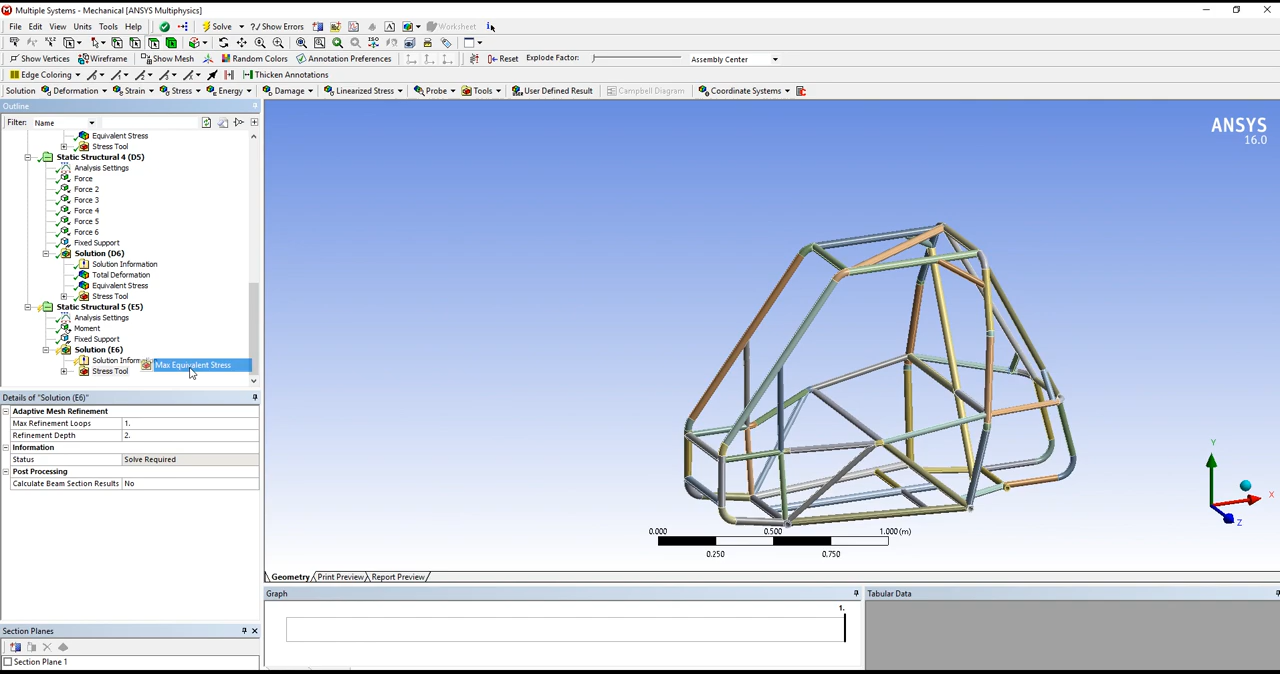 Multiple Systems - Mechanical [ANSYS Multiphysics]
File Edit View Units Tools Help Solve ?/Show Errors Worksheet
Show Vertices Wireframe Show Mesh Random Colors Annotation Preferences Reset Explode Factor: Assembly Center
Edge Coloring Thicken Annotations
Solution Deformation Strain Stress Energy Damage Linearized Stress Probe Tools User Defined Result Campbell Diagram Coordinate Systems
Outline
Filter: Name
Equivalent Stress
Stress Tool
Static Structural 4 (D5)
Analysis Settings
Force
Force 2
Force 3
Force 4
Force 5
Force 6
Fixed Support
Solution (D6)
Solution Information
Total Deformation
Equivalent Stress
Stress Tool
Static Structural 5 (E5)
Analysis Settings
Moment
Fixed Support
Solution (E6)
Max Equivalent Stress
Stress Tool
Details of "Solution (E6)"
Adaptive Mesh Refinement
Max Refinement Loops 1.
Refinement Depth 2.
Information
Status Solve Required
Post Processing
Calculate Beam Section Results No
Section Planes
Section Plane 1
ANSYS
16.0
Y
X
Z
0.000 0.500 1.000 (m)
0.250 0.750
Geometry Print Preview Report Preview
Graph
1.
Tabular Data